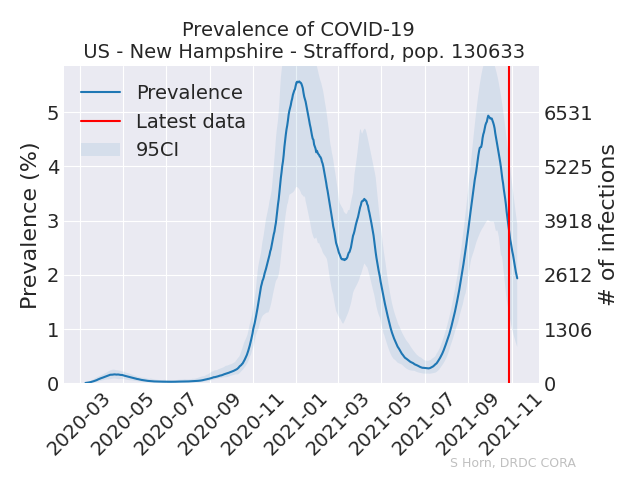 Prevalence of COVID-19
US - New Hampshire - Strafford, pop. 130633
Prevalence
Latest data
95CI
Prevalence (%)
5
4
3
2
1
0
6531
5225
3918
2612
1306
0
# of infections
2020-03
2020-05
2020-07
2020-09
2020-11
2021-01
2021-03
2021-05
2021-07
2021-09
2021-11
S Horn, DRDC CORA